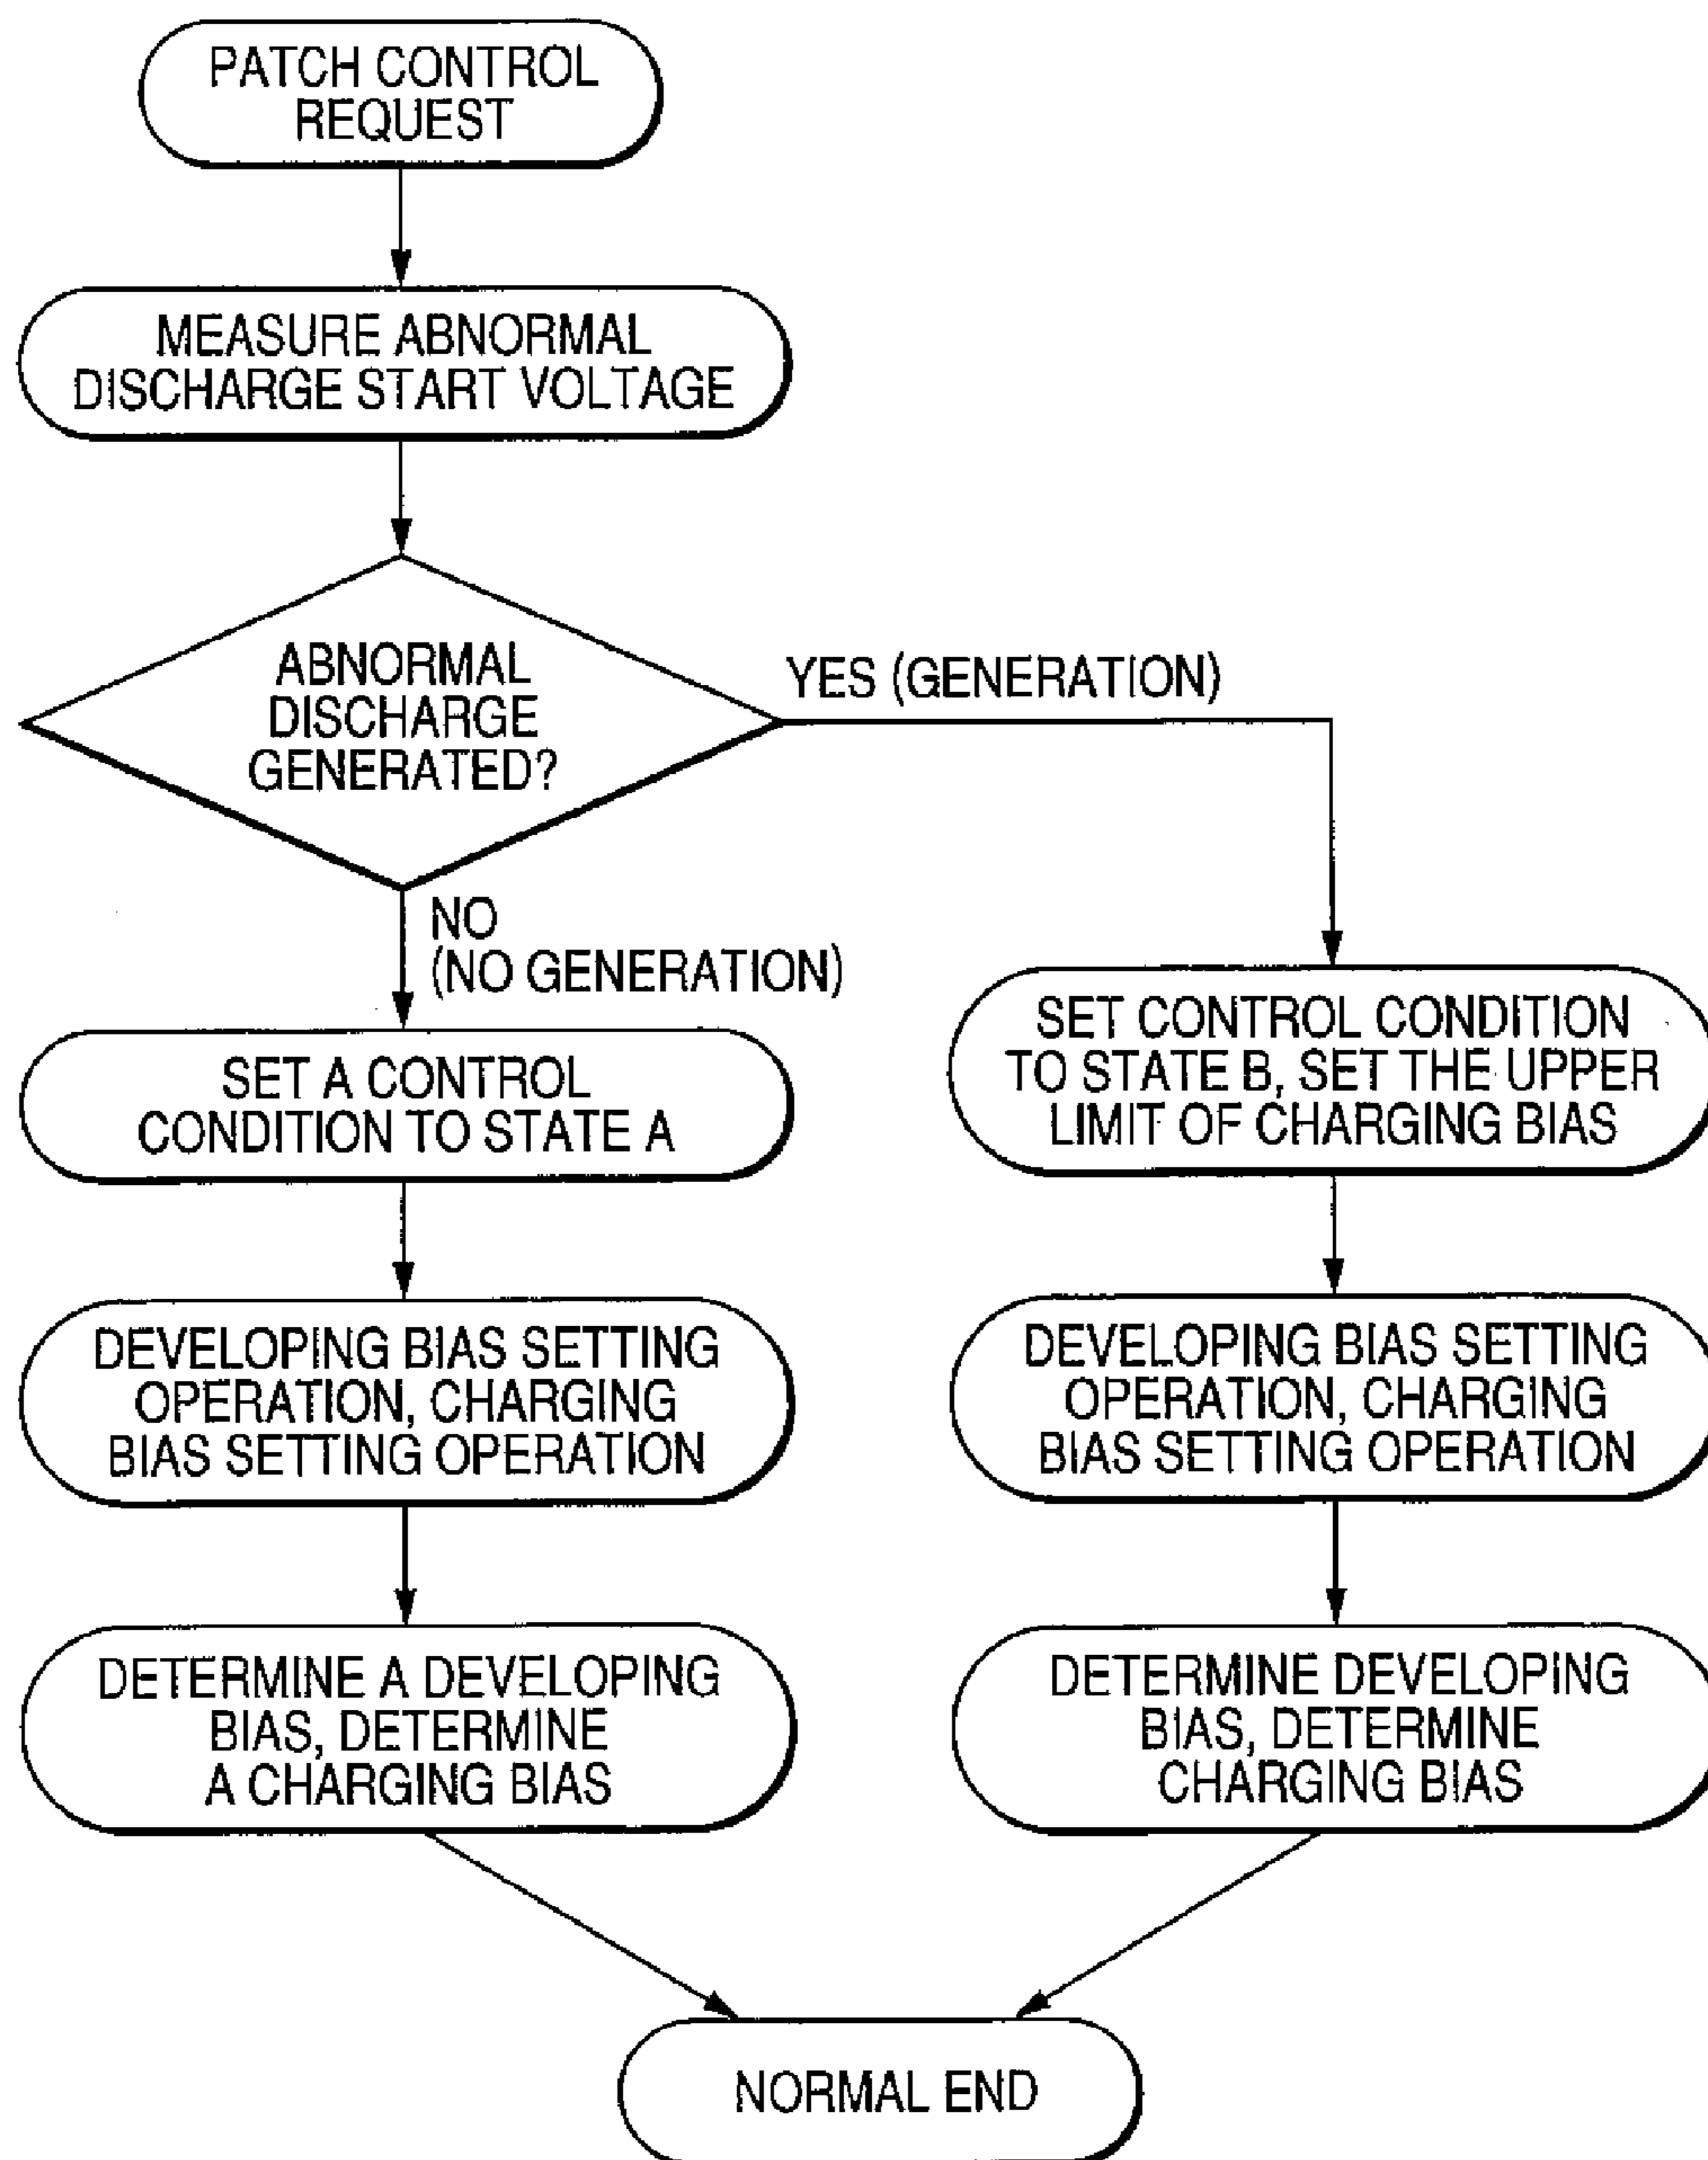 PATCH CONTROL
REQUEST
MEASURE ABNORMAL
DISCHARGE START VOLTAGE
ABNORMAL
DISCHARGE
GENERATED?
YES (GENERATION)
NO
(NO GENERATION)
SET A CONTROL
CONDITION TO STATE A
SET CONTROL CONDITION
TO STATE B, SET THE UPPER
LIMIT OF CHARGING BIAS
DEVELOPING BIAS SETTING
OPERATION, CHARGING
BIAS SETTING OPERATION
DEVELOPING BIAS SETTING
OPERATION, CHARGING
BIAS SETTING OPERATION
DETERMINE A DEVELOPING
BIAS, DETERMINE
A CHARGING BIAS
DETERMINE DEVELOPING
BIAS, DETERMINE
CHARGING BIAS
NORMAL END